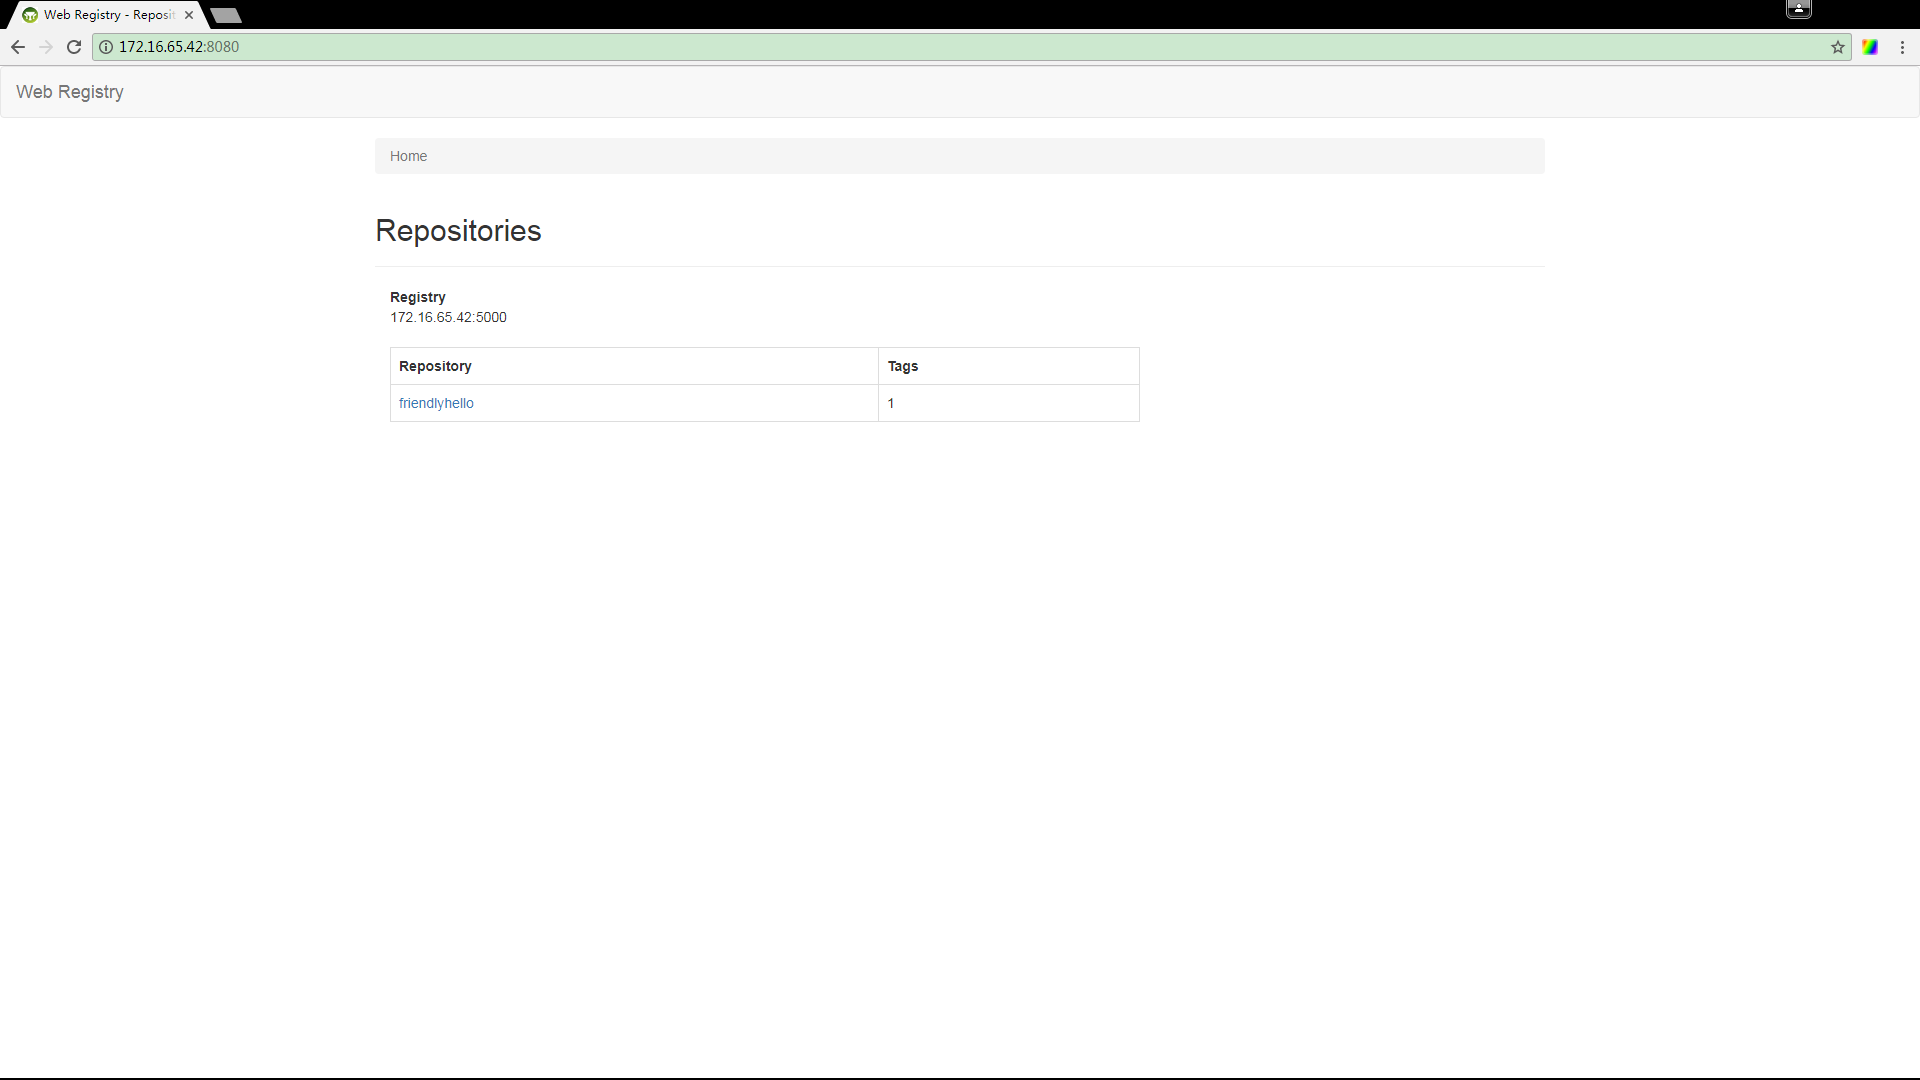 Web Registry - Reposit
172.16.65.42:8080
Web Registry
Home
Repositories
Registry
172.16.65.42:5000
Repository Tags
friendlyhello 1